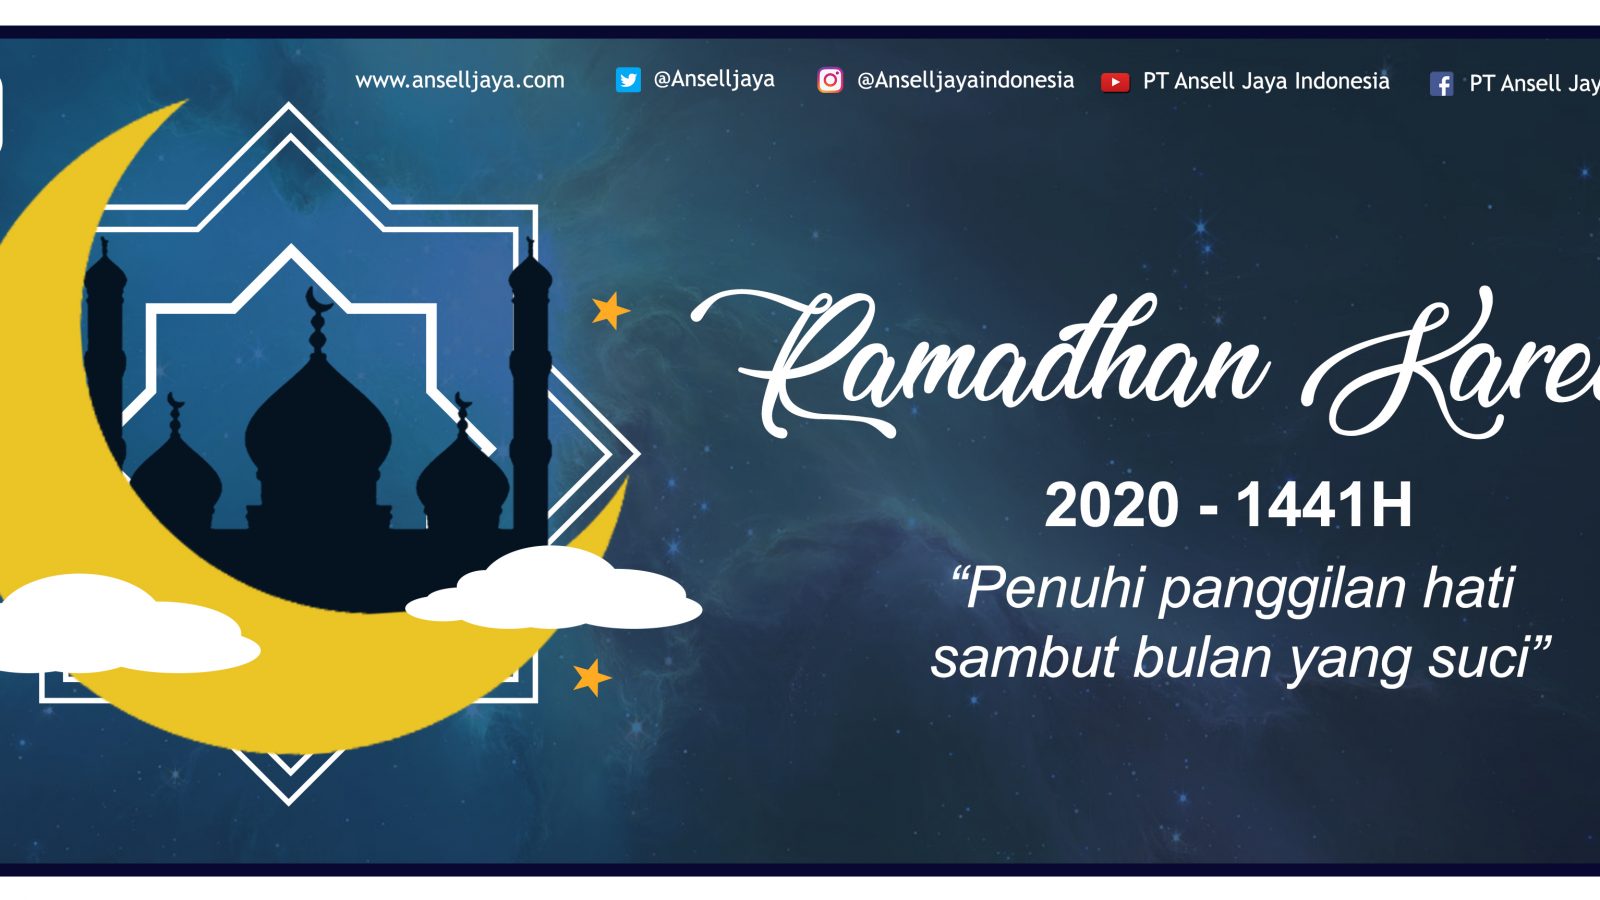 www.anselljaya.com @Anselljaya @Anselljayaindonesia PT Ansell Jaya Indonesia PT Ansell Jay
Ramadhan Karee
2020 - 1441H
“Penuhi panggilan hati
sambut bulan yang suci”